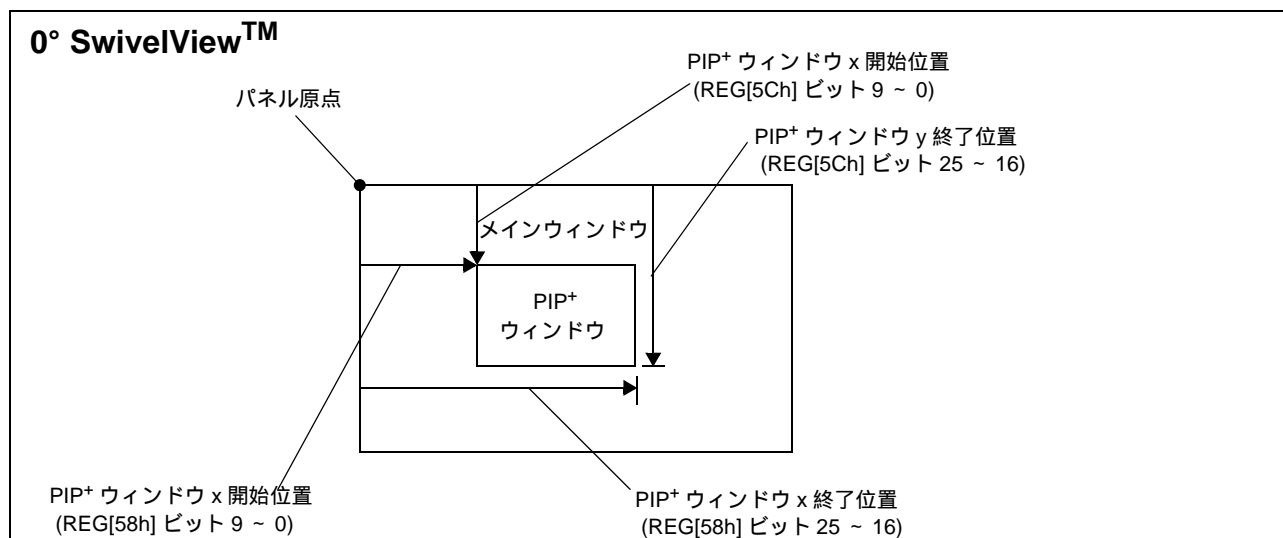 0° SwivelViewTM
PIP+ ウィンドウ x 開始位置
(REG[5Ch] ビット 9 ~ 0)
パネル原点
PIP+ ウィンドウ y 終了位置
(REG[5Ch] ビット 25 ~ 16)
メインウィンドウ
PIP+
ウィンドウ
PIP+ ウィンドウ x 開始位置
(REG[58h] ビット 9 ~ 0)
PIP+ ウィンドウ x 終了位置
(REG[58h] ビット 25 ~ 16)